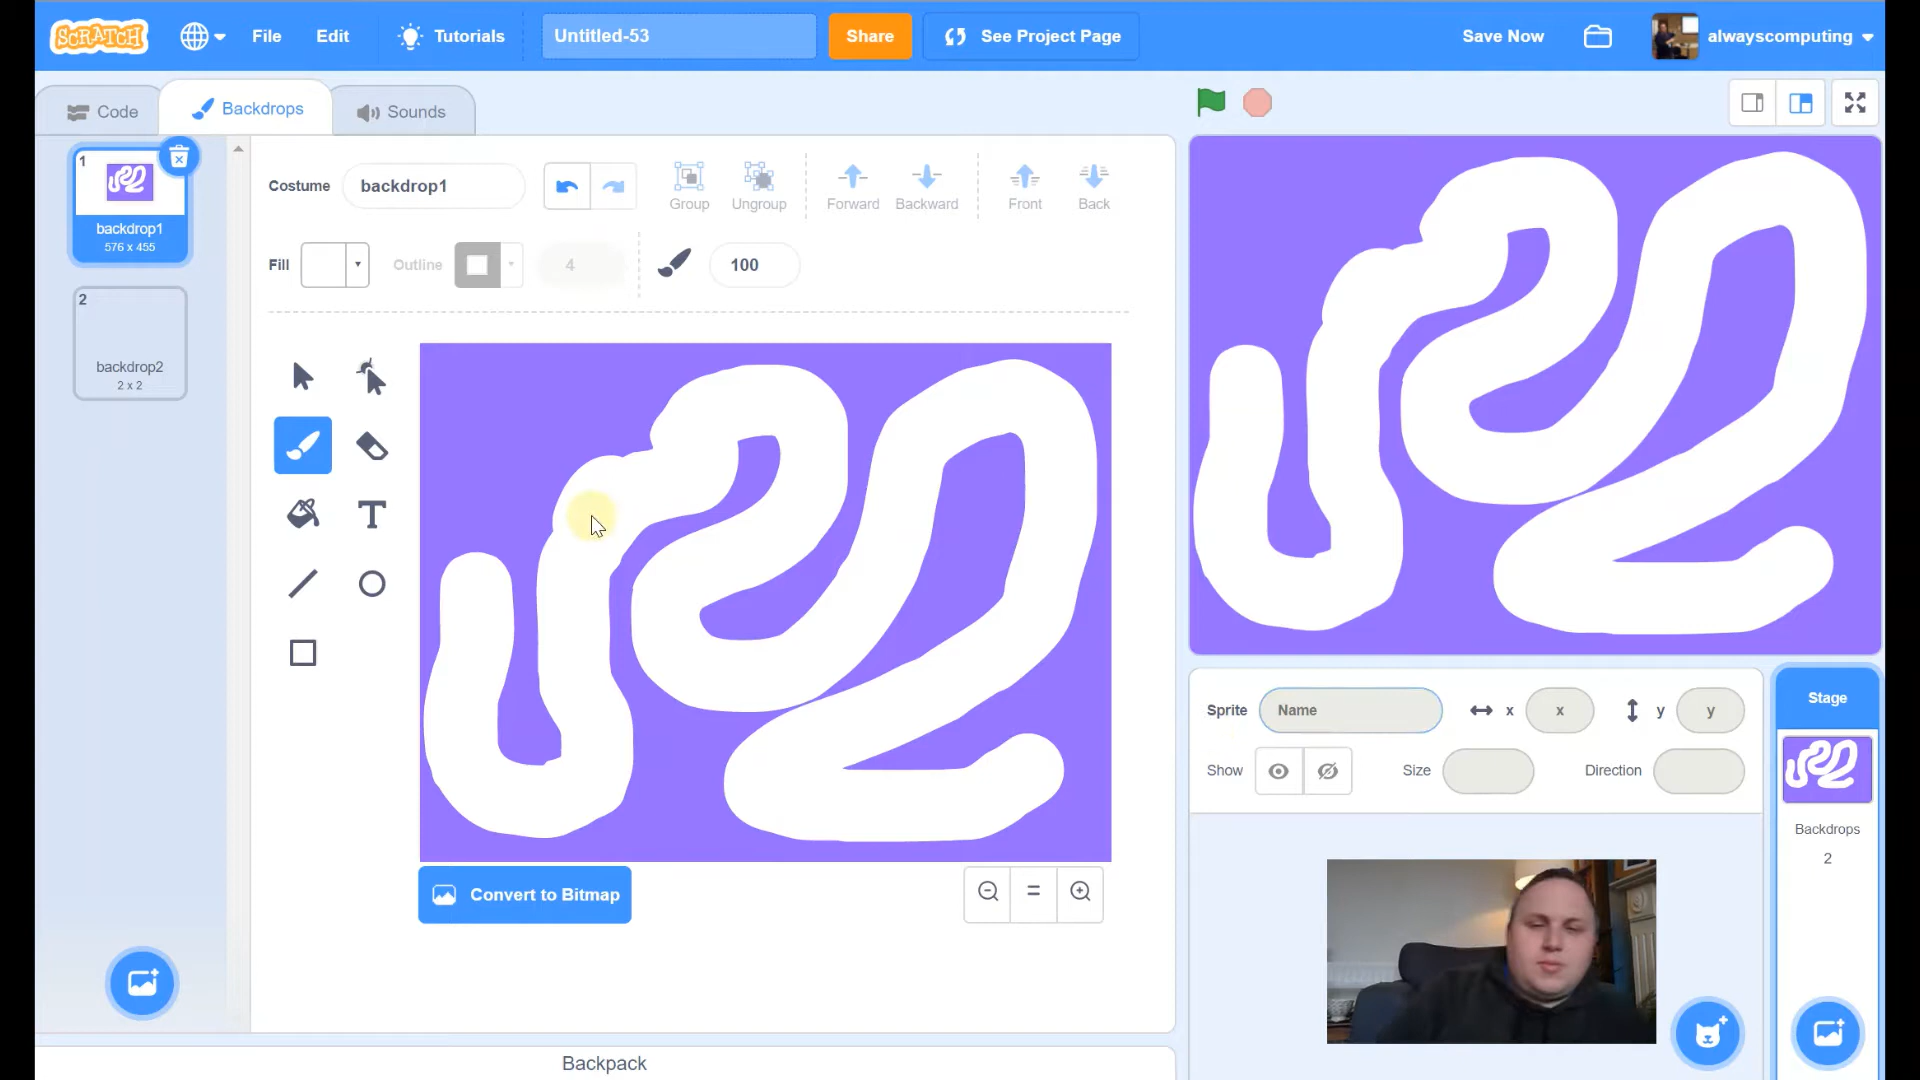 SCRATCH File Edit Tutorials Untitled-53 Share See Project Page Save Now alwayscomputing
Code Backdrops Sounds
1
backdrop1
576 x 455
2
backdrop2
2 x 2
Costume backdrop1 Group Ungroup Forward Backward Front Back
Fill Outline 4 100
Convert to Bitmap
Sprite Name x x y y
Show Size Direction
Stage
Backdrops
2
Backpack